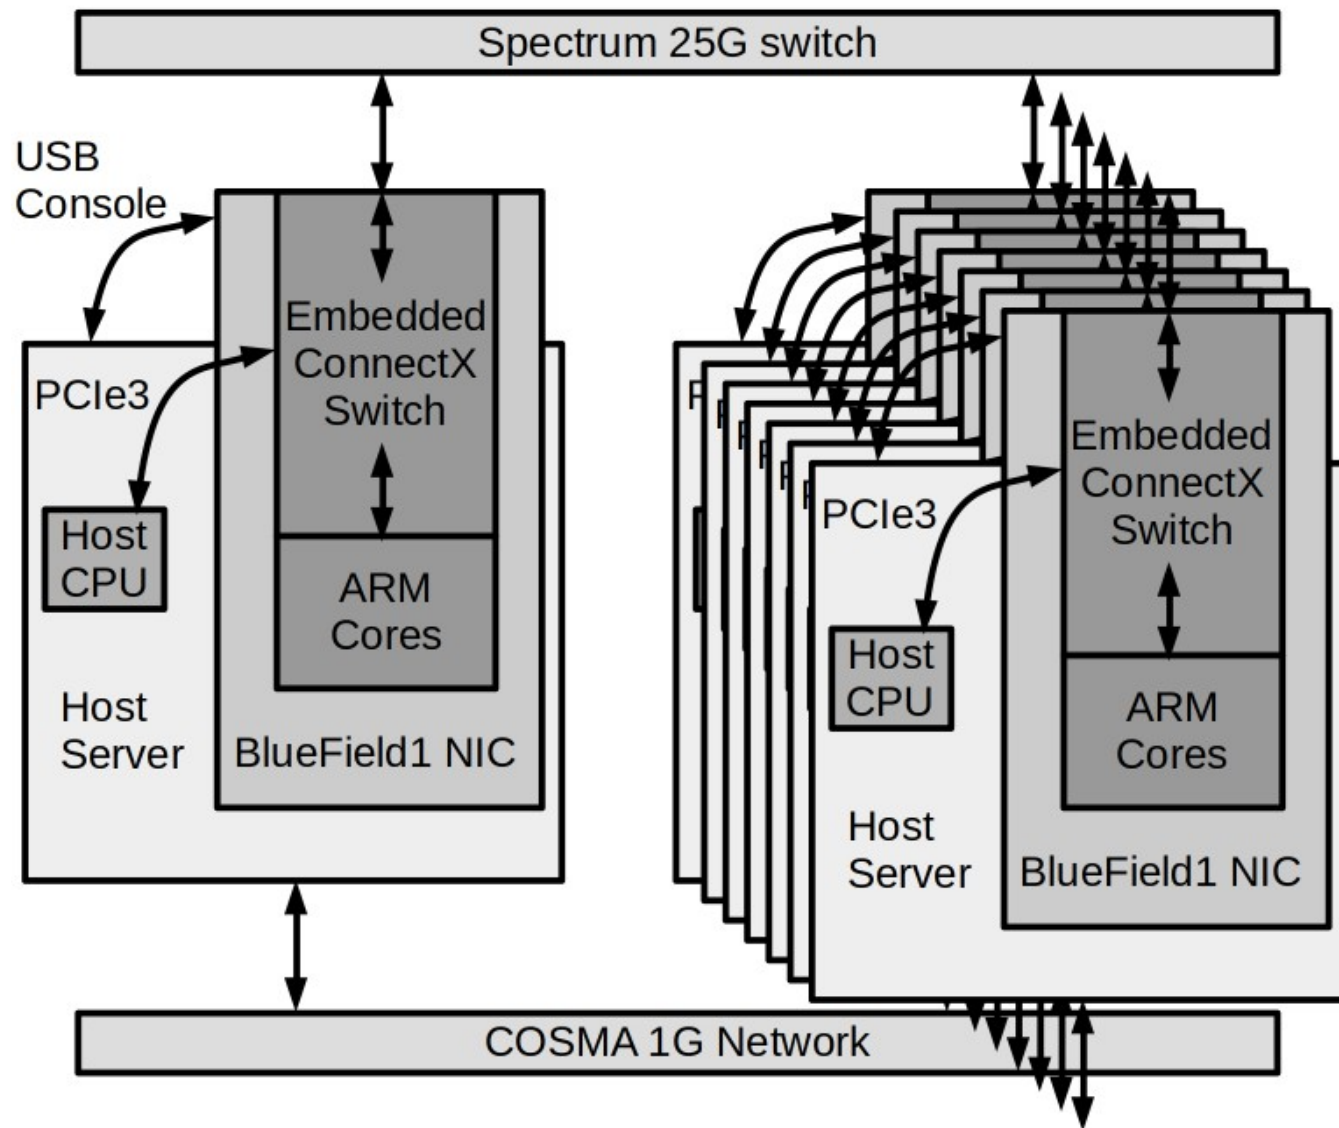 Spectrum 25G switch
USB
Console
PCIe3
Embedded
ConnectX
Switch
Host
CPU
ARM
Cores
Host
Server
BlueField1 NIC
P
P
P
P
P
P
PCIe3
Embedded
ConnectX
Switch
Host
CPU
ARM
Cores
Host
Server
BlueField1 NIC
COSMA 1G Network